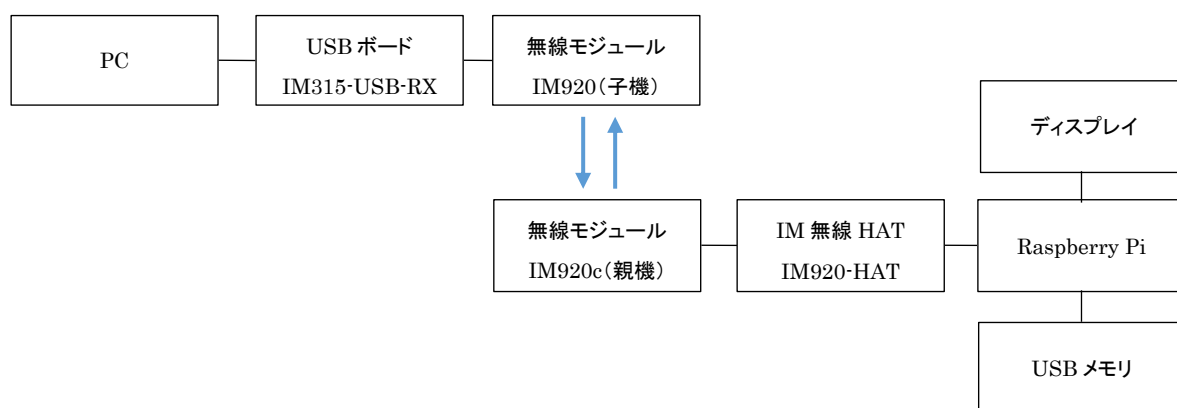 PC
USB ボード
IM315-USB-RX
無線モジュール
IM920(子機)
ディスプレイ
無線モジュール
IM920c(親機)
IM 無線 HAT
IM920-HAT
Raspberry Pi
USB メモリ